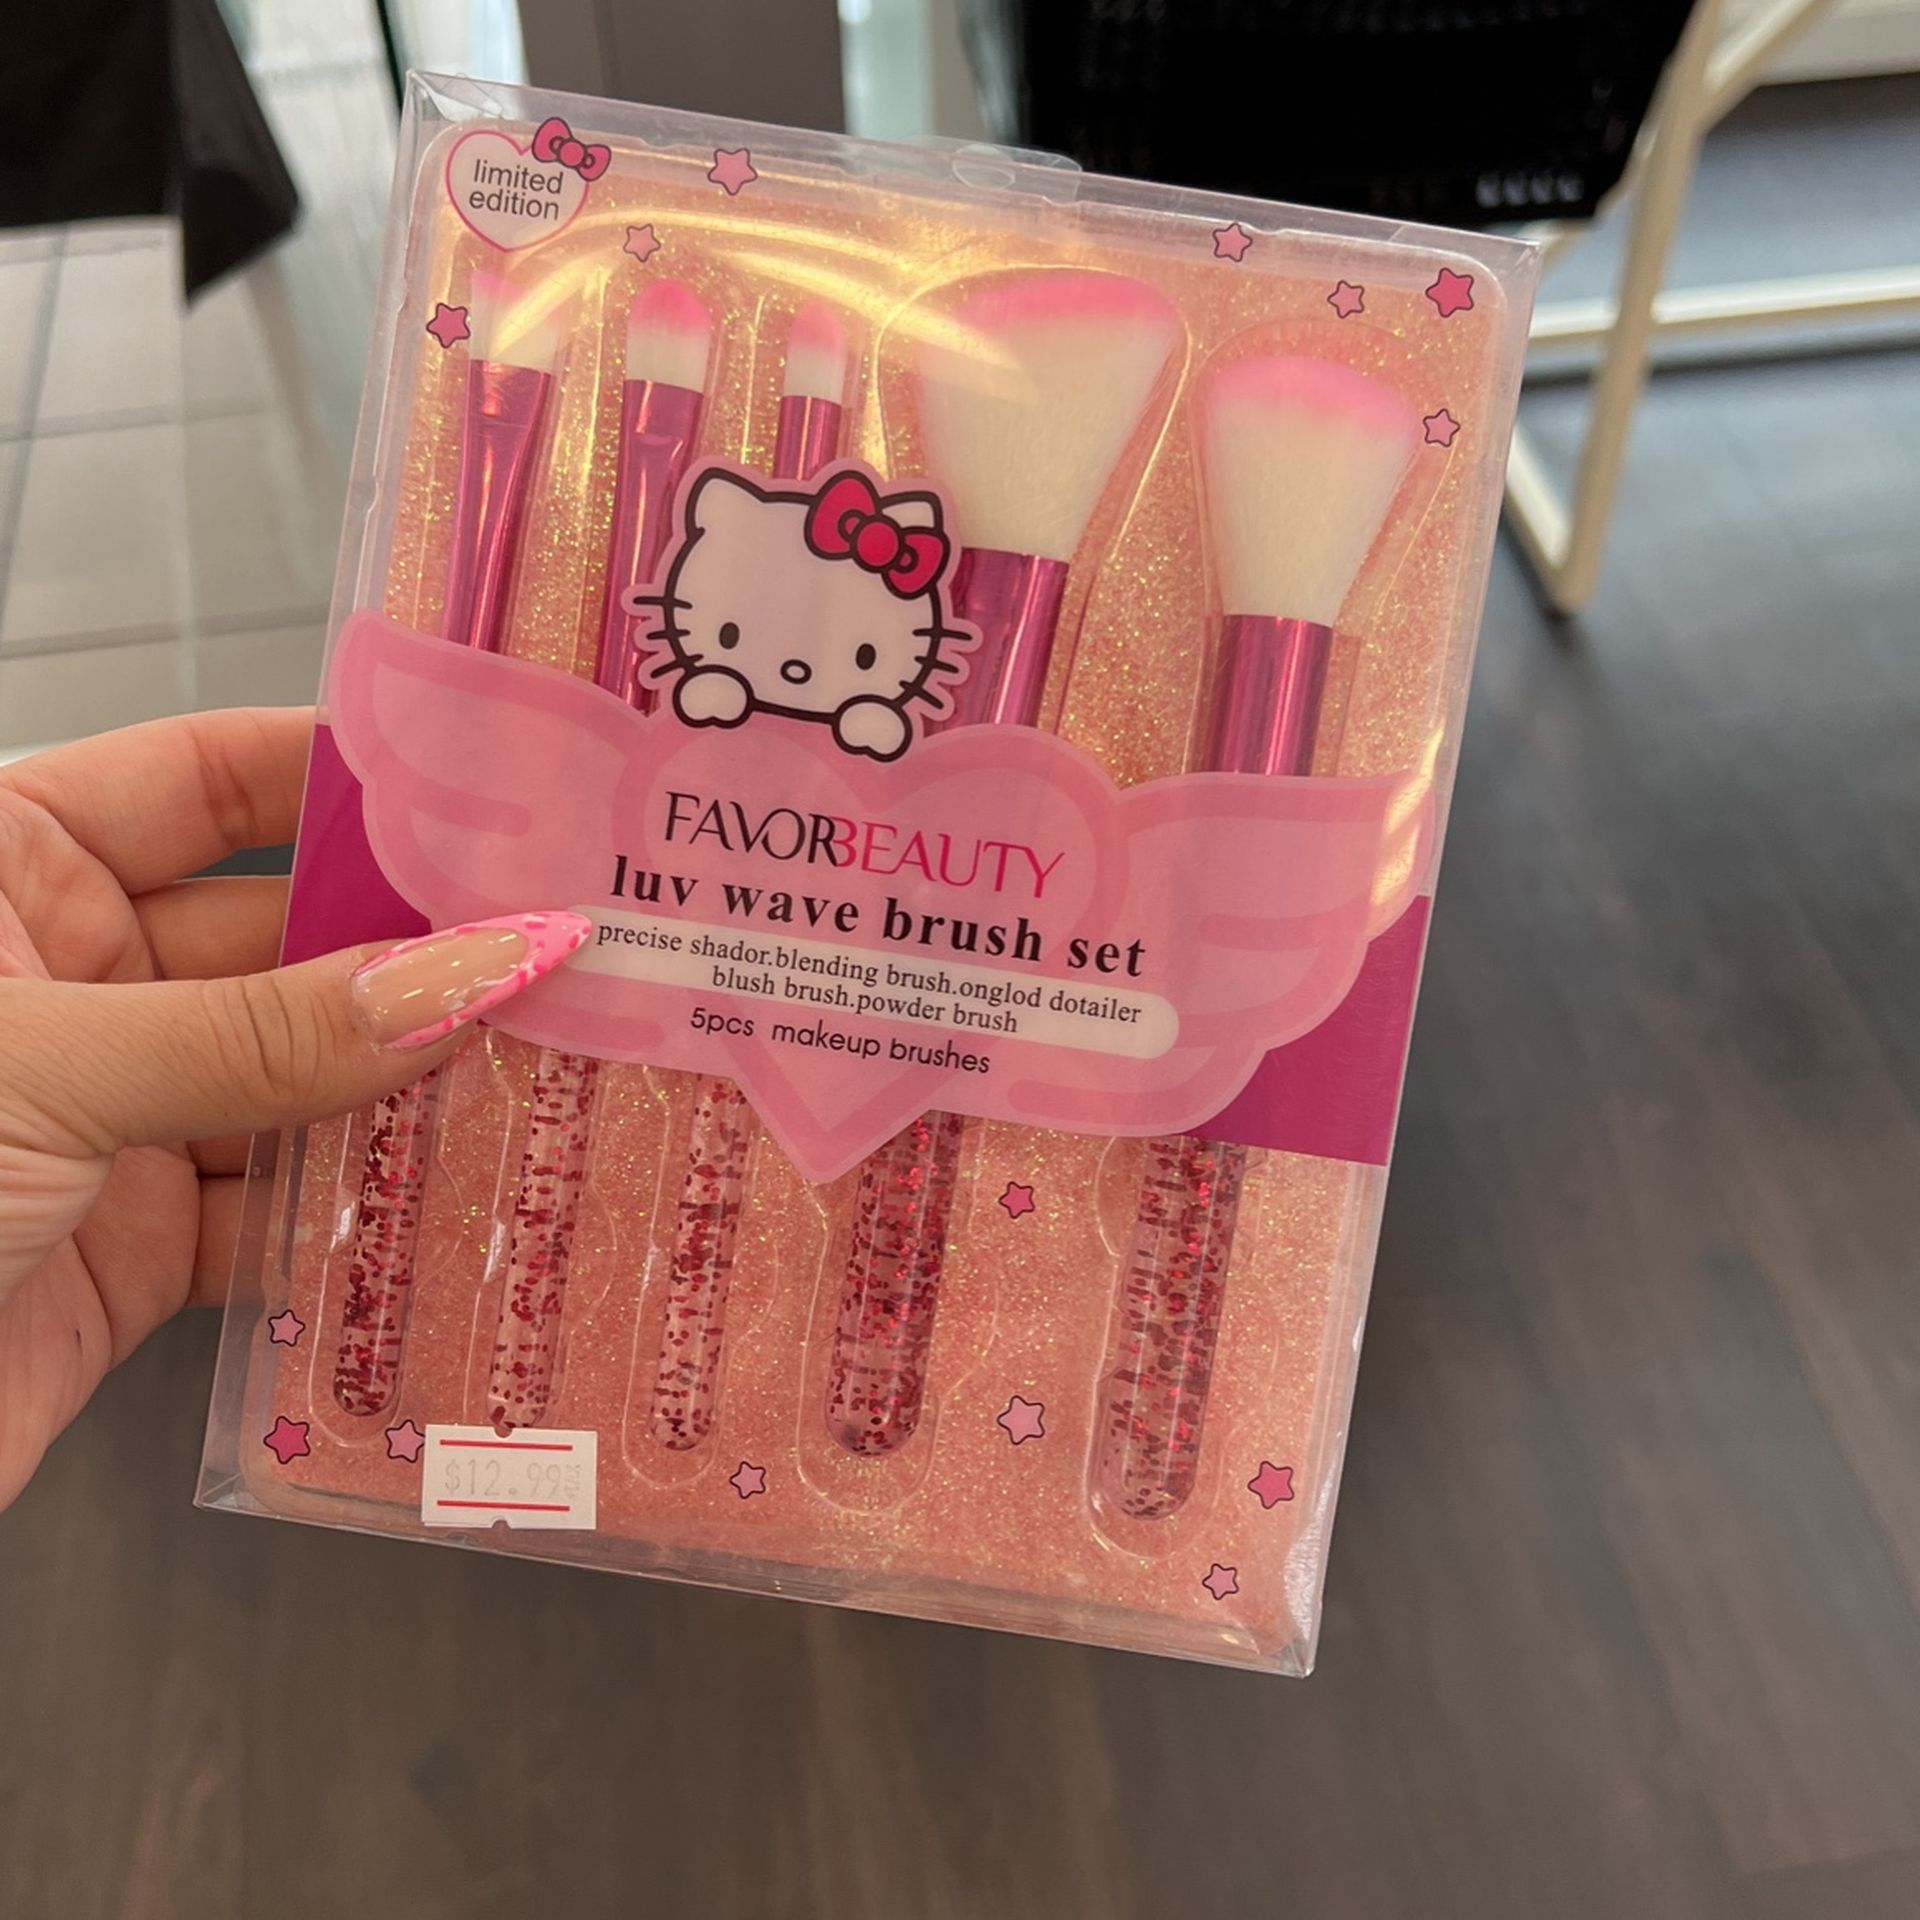 limited
edition
FAVORBEAUTY
luv wave brush set
precise shador.blending brush.onglod dotailer
blush brush.powder brush
5pcs makeup brushes
$12.99